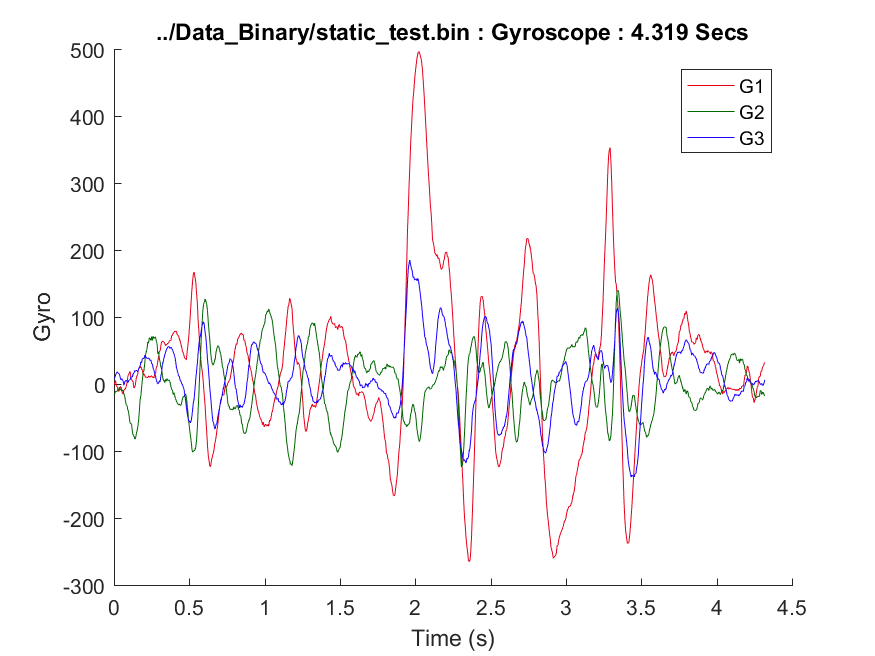 ../Data_Binary/static_test.bin : Gyroscope : 4.319 Secs
500
400
300
200
100
0
-100
-200
-300
Gyro
G1
G2
G3
0 0.5 1 1.5 2 2.5 3 3.5 4 4.5
Time (s)